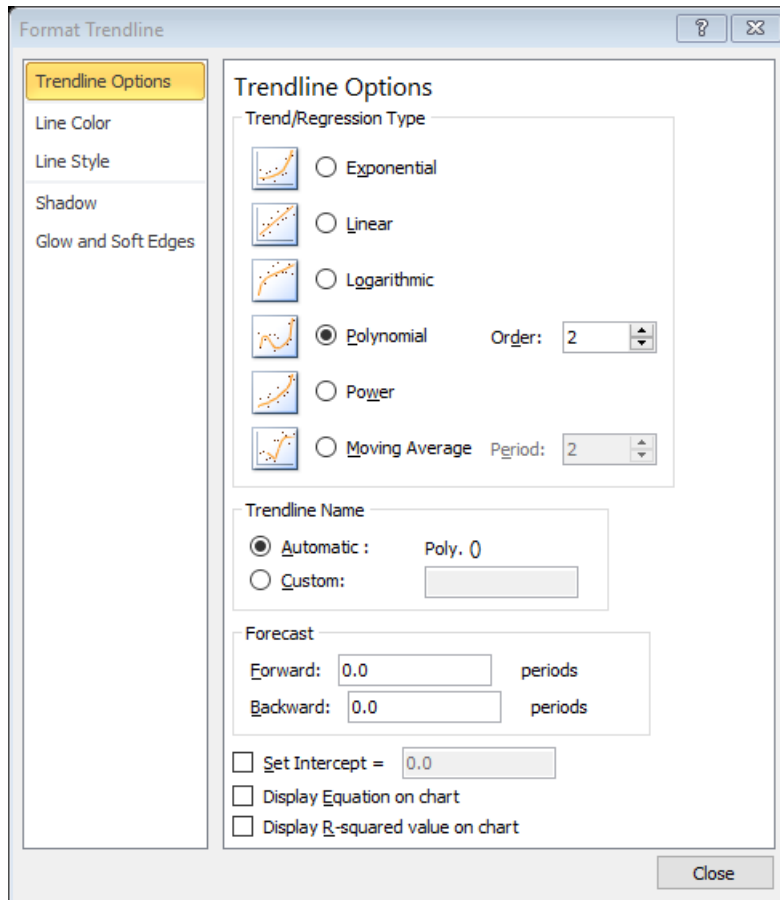 Format Trendline
Trendline Options
Line Color
Line Style
Shadow
Glow and Soft Edges
Trendline Options
Trend/Regression Type
Exponential
Linear
Logarithmic
Polynomial Order: 2
Power
Moving Average Period: 2
Trendline Name
Automatic : Poly. ()
Custom:
Forecast
Forward: 0.0 periods
Backward: 0.0 periods
Set Intercept = 0.0
Display Equation on chart
Display R-squared value on chart
Close